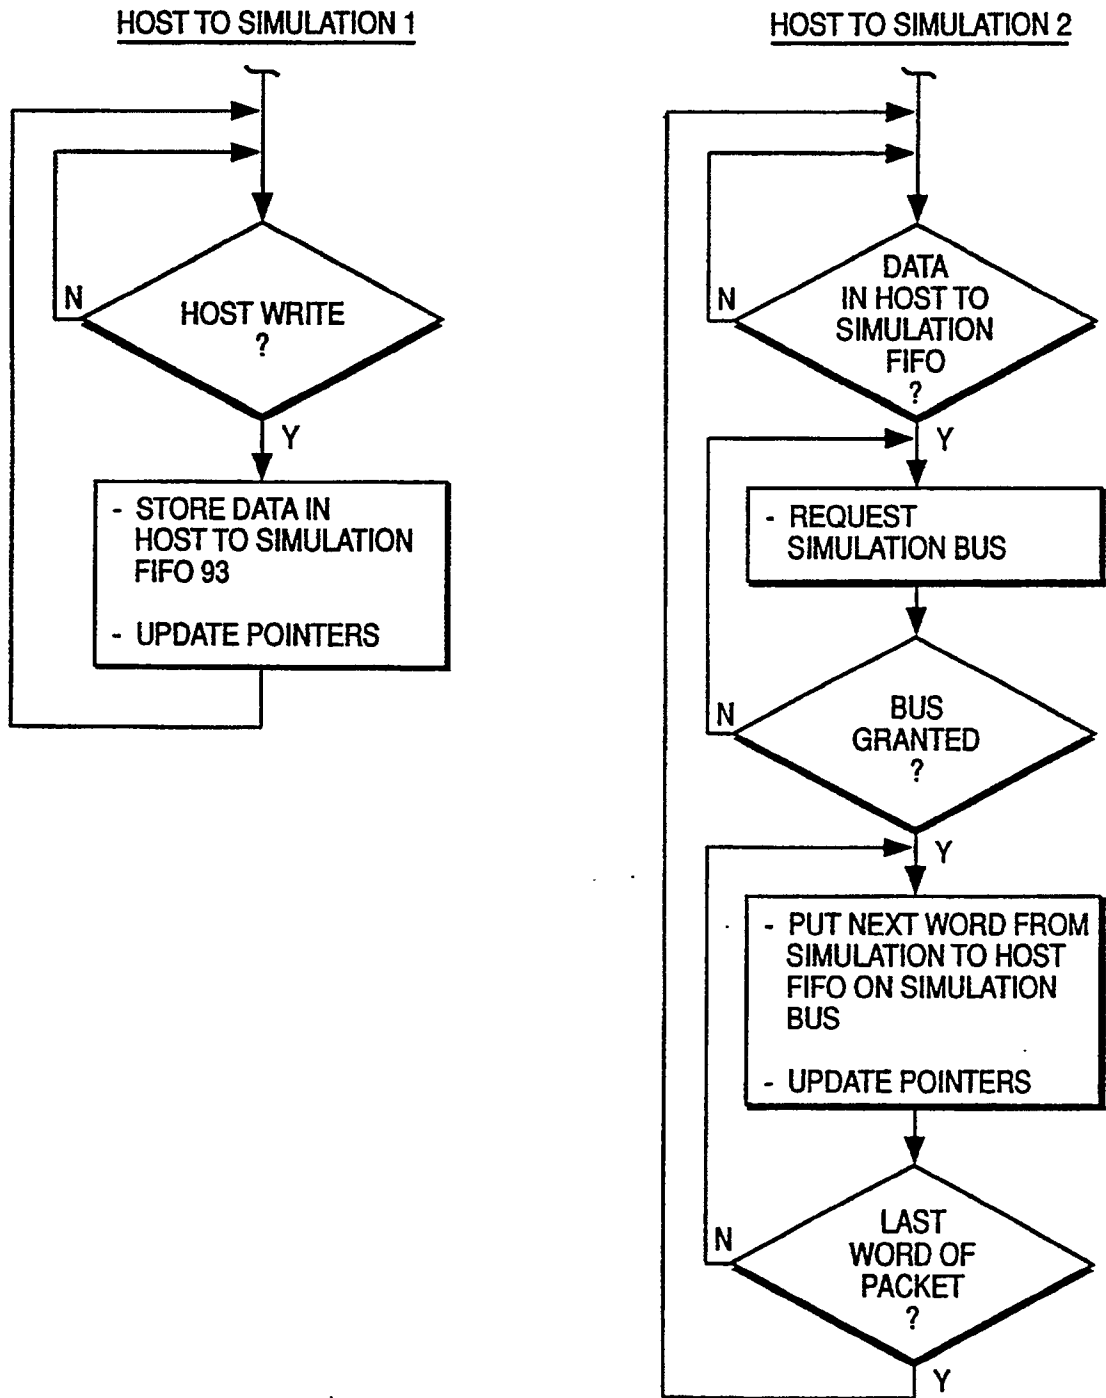 HOST TO SIMULATION 1
N
HOST WRITE
?
Y
- STORE DATA IN
HOST TO SIMULATION
FIFO 93
- UPDATE POINTERS
HOST TO SIMULATION 2
N
DATA
IN HOST TO
SIMULATION
FIFO
?
Y
- REQUEST
SIMULATION BUS
N
BUS
GRANTED
?
Y
- PUT NEXT WORD FROM
SIMULATION TO HOST
FIFO ON SIMULATION
BUS
- UPDATE POINTERS
N
LAST
WORD OF
PACKET
?
Y